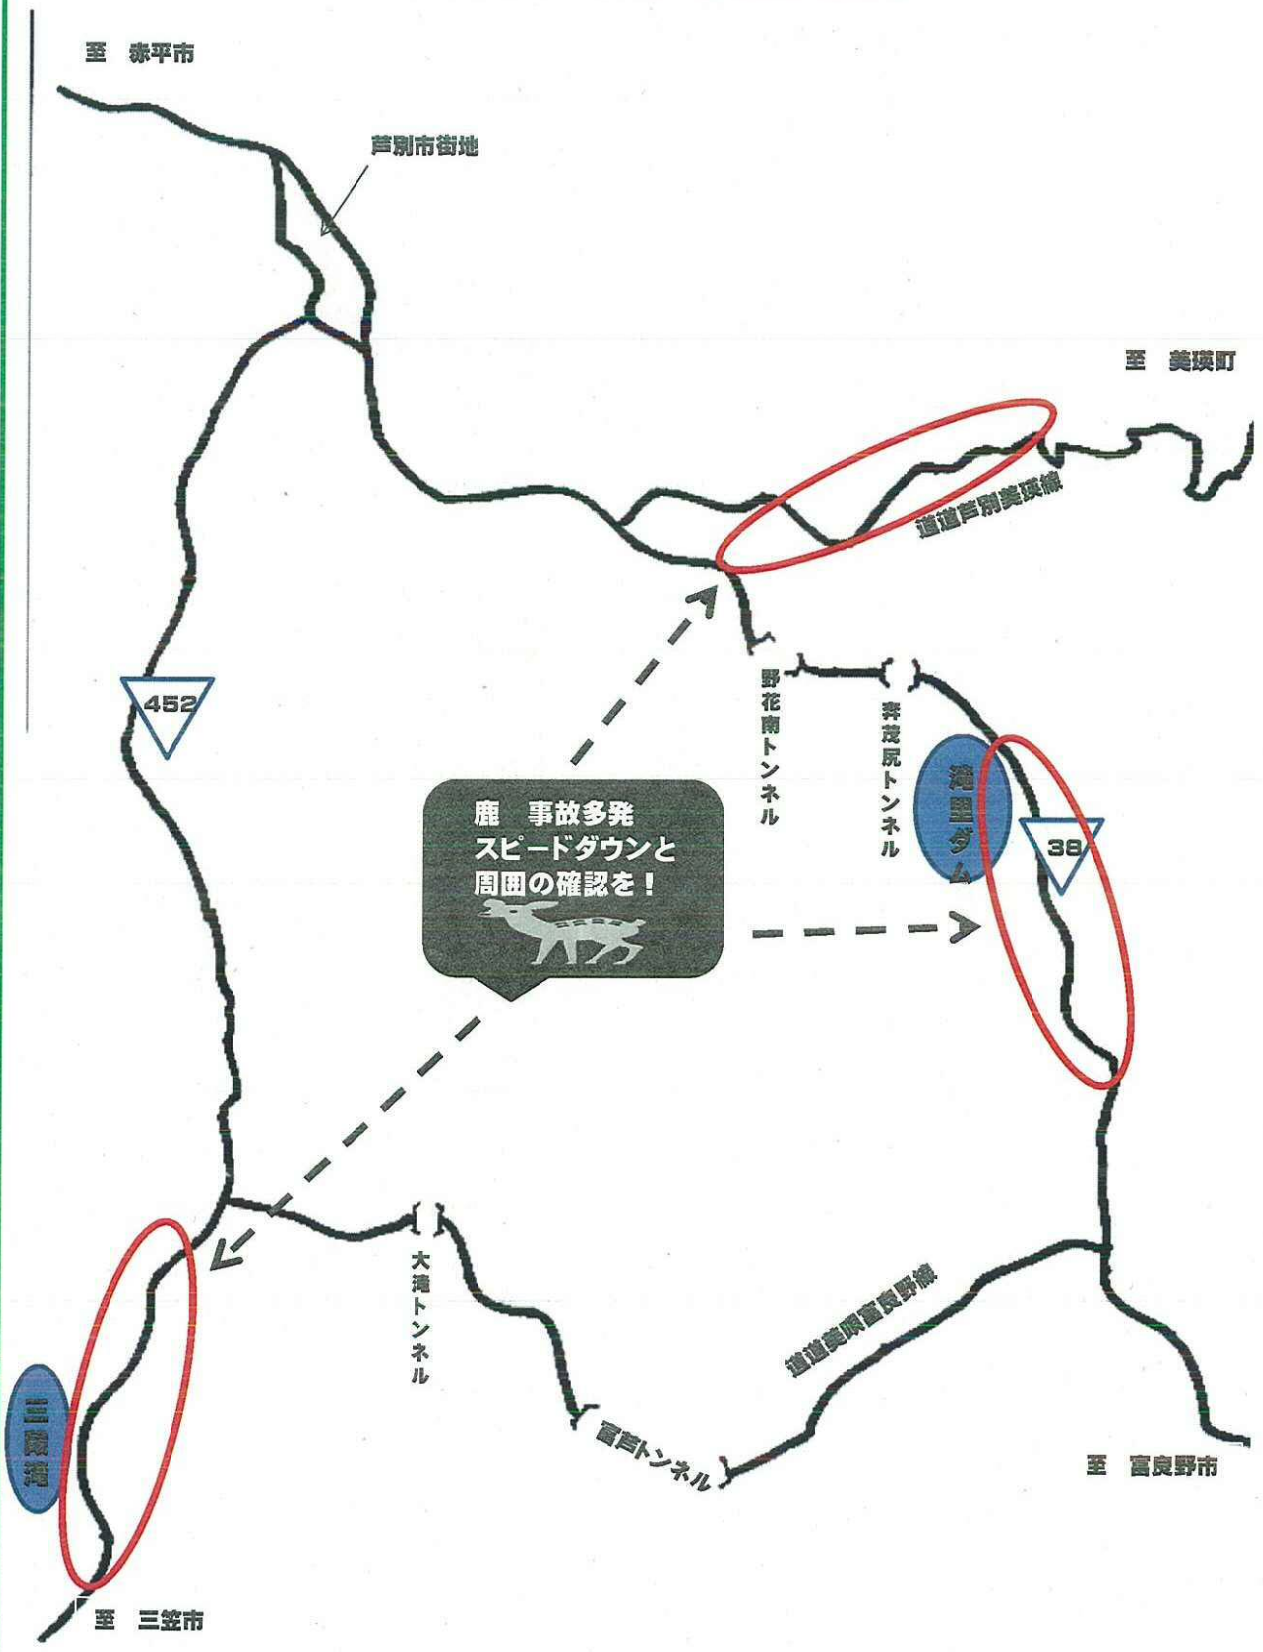 至 赤平市
芦別市街地
至 美瑛町
道道芦別美瑛線
452
野花南トンネル
奔茂尻トンネル
滝里ダム
38
鹿 事故多発
スピードダウンと
周囲の確認を！
大滝トンネル
道道美唄富良野線
三段滝
富芦トンネル
至 富良野市
至 三笠市